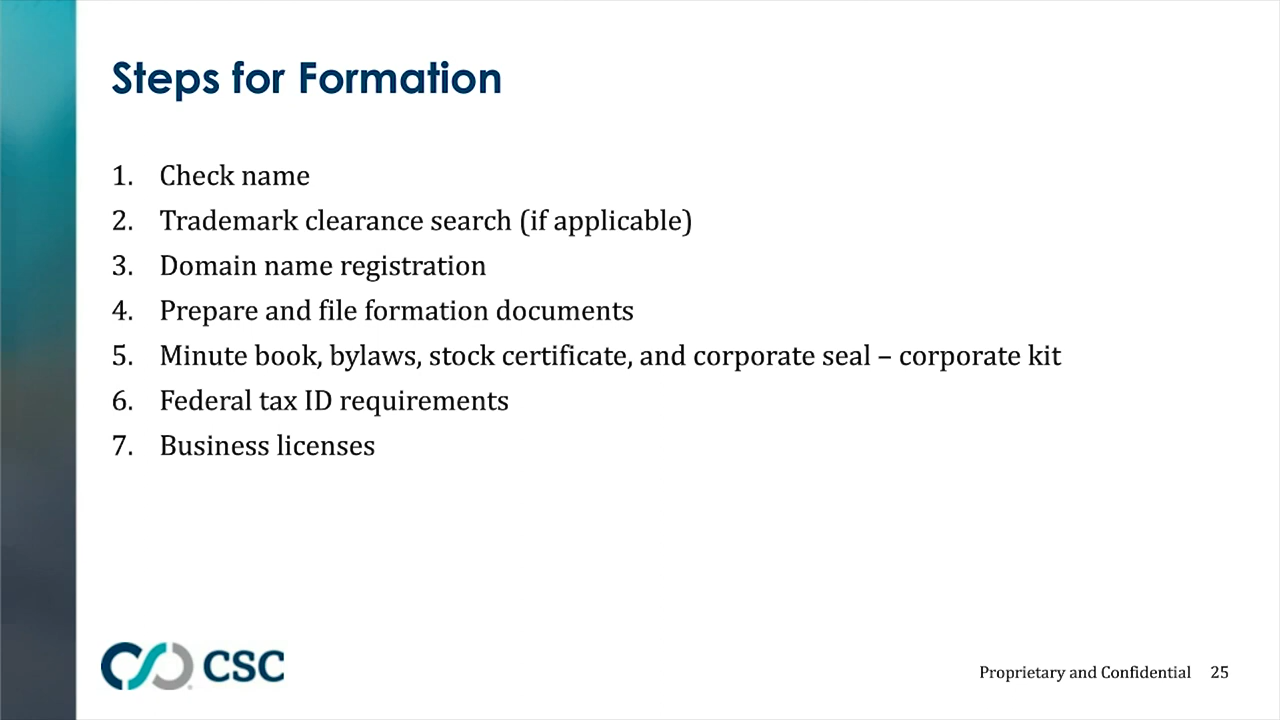 Steps for Formation
1. Check name
2. Trademark clearance search (if applicable)
3. Domain name registration
4. Prepare and file formation documents
5. Minute book, bylaws, stock certificate, and corporate seal – corporate kit
6. Federal tax ID requirements
7. Business licenses
CSC
Proprietary and Confidential 25